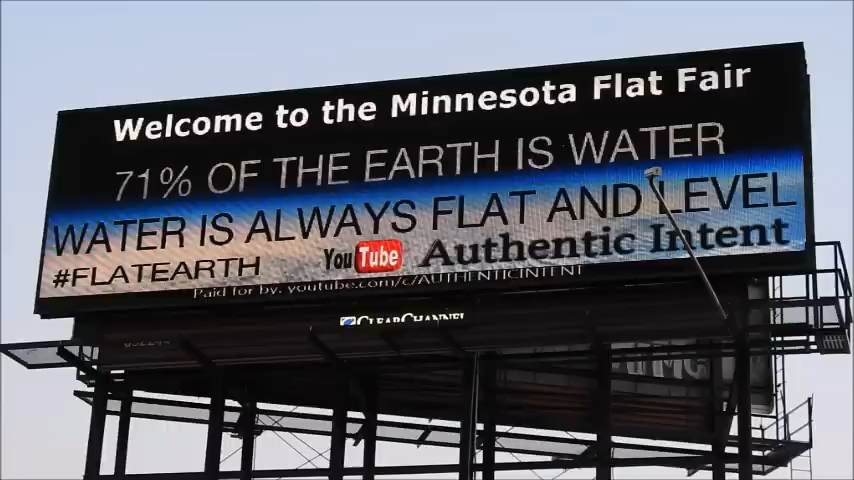 Welcome to the Minnesota Flat Fair
71% OF THE EARTH IS WATER
WATER IS ALWAYS FLAT AND LEVEL
#FLATEARTH YouTube Authentic Intent
Paid for by: youtube.com/c/AUTHENTICINTENT
CLEARCHANNEL